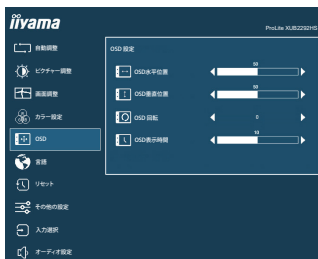 iiyama
ProLite XUB2292HS
自動調整
OSD 設定
ピクチャー調整
OSD水平位置
50
画面調整
OSD垂直位置
50
カラー設定
OSD 回転
0
OSD
OSD表示時間
10
言語
リセット
その他の設定
入力選択
オーディオ設定